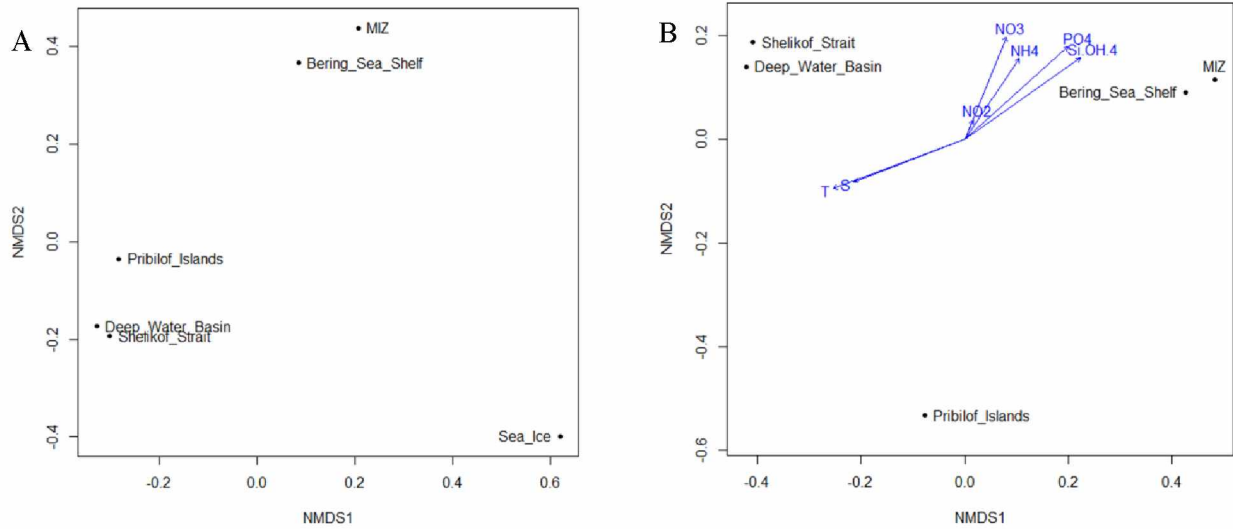 A
MIZ
Bering_Sea_Shelf
Pribilof_Islands
Deep_Water_Basin
Shelikof_Strait
Sea_Ice
0.4
0.2
0.0
-0.2
-0.4
NMDS2
-0.2
0.0
0.2
0.4
0.6
NMDS1
B
Shelikof_Strait
Deep_Water_Basin
NO3
NH4
PO4
Si.OH.4
NO2
MIZ
Bering_Sea_Shelf
T
S
Pribilof_Islands
0.2
0.0
-0.2
-0.4
-0.6
NMDS2
-0.4
-0.2
0.0
0.2
0.4
NMDS1